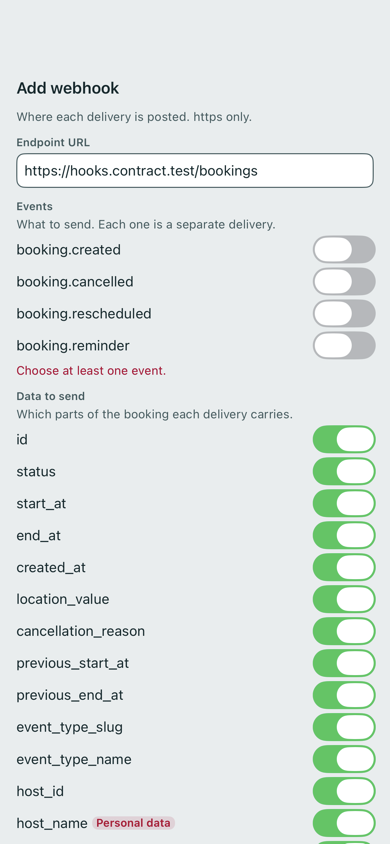 Add webhook
Where each delivery is posted. https only.
Endpoint URL
https://hooks.contract.test/bookings
Events
What to send. Each one is a separate delivery.
booking.created
booking.cancelled
booking.rescheduled
booking.reminder
Choose at least one event.
Data to send
Which parts of the booking each delivery carries.
id
status
start_at
end_at
created_at
location_value
cancellation_reason
previous_start_at
previous_end_at
event_type_slug
event_type_name
host_id
host_name Personal data